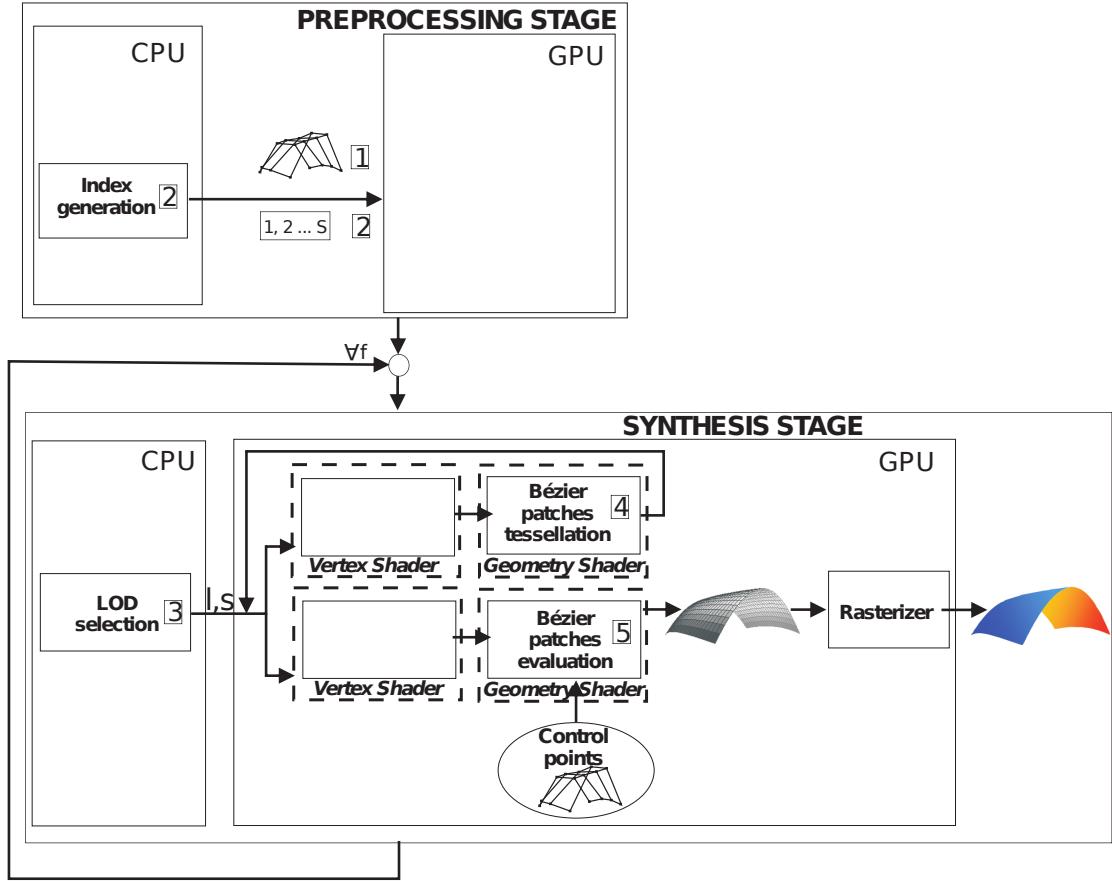 PREPROCESSING STAGE
CPU
GPU
1
Index
generation 2
1, 2 ... S 2
∀f
SYNTHESIS STAGE
CPU
GPU
Bézier
patches 4
tessellation
Vertex Shader
Geometry Shader
LOD
selection 3
l,s
Bézier
patches 5
evaluation
Rasterizer
Vertex Shader
Geometry Shader
Control
points